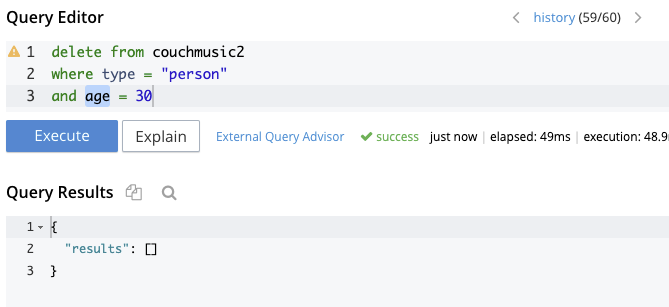 Query Editor
history (59/60)
1 delete from couchmusic2
2 where type = "person"
3 and age = 30
Execute Explain External Query Advisor success just now elapsed: 49ms execution: 48.9
Query Results
1 {
2 "results": []
3 }